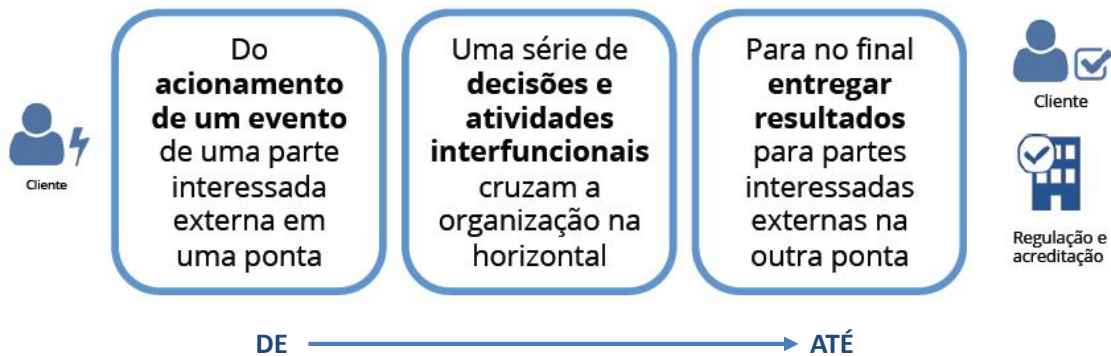 Cliente
Do
acionamento
de um evento
de uma parte
interessada
externa em
uma ponta
Uma série de
decisões e
atividades
interfuncionais
cruzam a
organização na
horizontal
Para no final
entregar
resultados
para partes
interessadas
externas na
outra ponta
Cliente
Regulação e
acreditação
DE
ATÉ